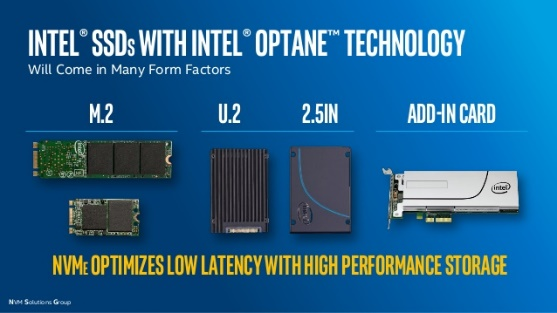 INTEL® SSDs WITH INTEL® OPTANE™ TECHNOLOGY
Will Come in Many Form Factors
M.2
U.2
2.5IN
ADD-IN CARD
intel
NVMe OPTIMIZES LOW LATENCY WITH HIGH PERFORMANCE STORAGE
NVM Solutions Group